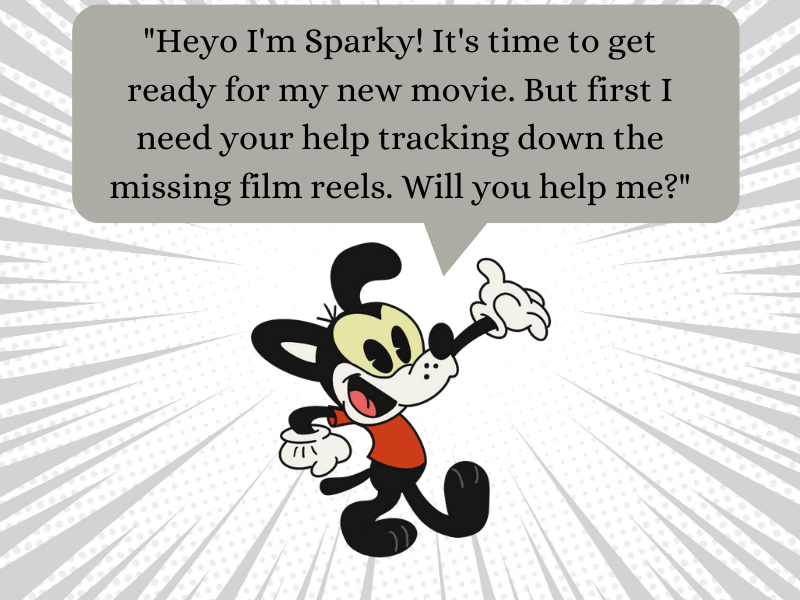 "Heyo I'm Sparky! It's time to get
ready for my new movie. But first I
need your help tracking down the
missing film reels. Will you help me?"